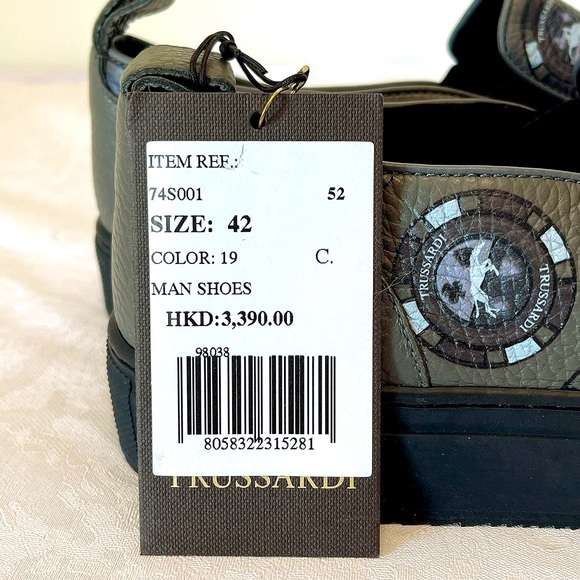 ITEM REF.:
74S001 52
SIZE: 42
COLOR: 19 C.
MAN SHOES
HKD:3,390.00
98038
8058322315281
TRUSSARDI
TRUSSARDI
TRUSSARDI
TRUSSARDI